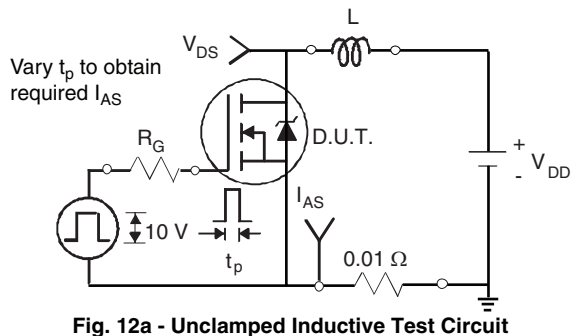 L
V_DS
Vary t_p to obtain
required I_AS
R_G
D.U.T.
+
V_DD
-
I_AS
10 V
t_p
0.01 Ω
Fig. 12a - Unclamped Inductive Test Circuit